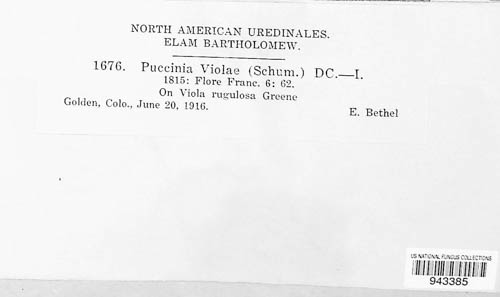 NORTH AMERICAN UREDINALES.
ELAM BARTHOLOMEW.
1676. Puccinia Violae (Schum.) DC.—I.
1815: Flore Franc. 6: 62.
On Viola rugulosa Greene
Golden, Colo., June 20, 1916. E. Bethel
US NATIONAL FUNGUS COLLECTIONS
943385